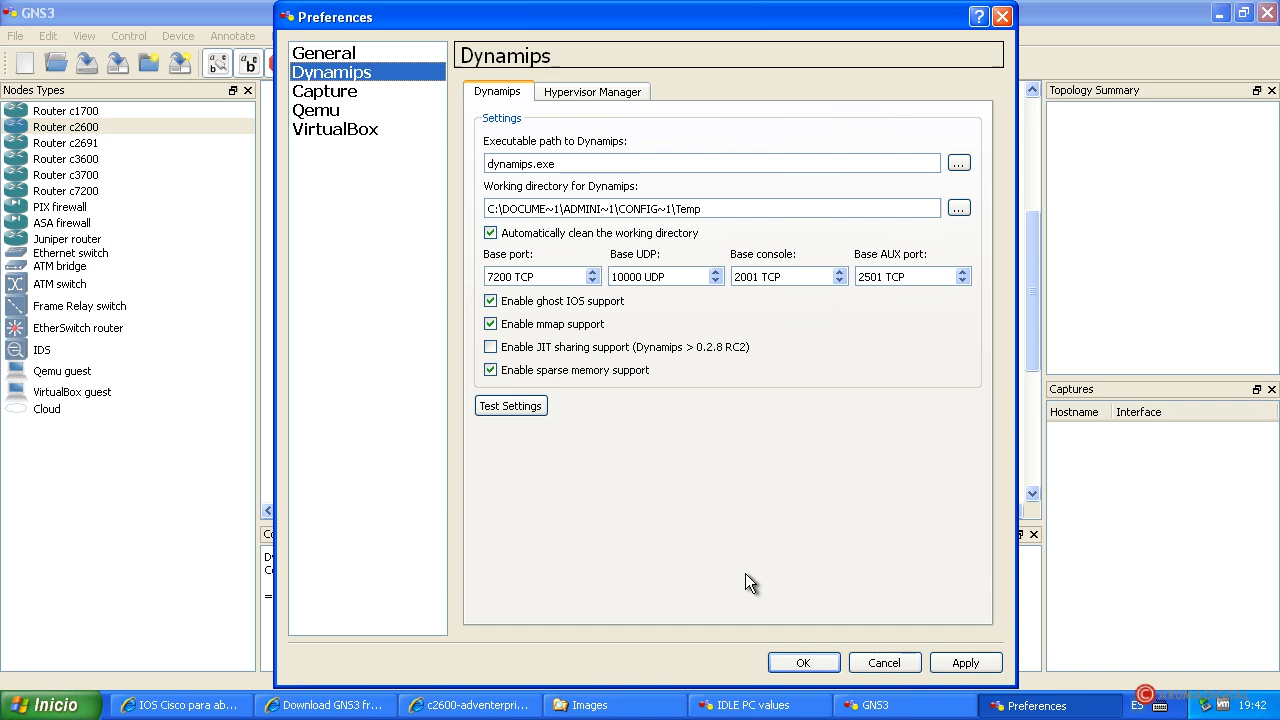 GNS3
Preferences
File Edit View Control Device Annotate
Nodes Types
Router c1700
Router c2600
Router c2691
Router c3600
Router c3700
Router c7200
PIX firewall
ASA firewall
Juniper router
Ethernet switch
ATM bridge
ATM switch
Frame Relay switch
EtherSwitch router
IDS
Qemu guest
VirtualBox guest
Cloud
General
Dynamips
Capture
Qemu
VirtualBox
Dynamips
Dynamips Hypervisor Manager
Settings
Executable path to Dynamips:
dynamips.exe
...
Working directory for Dynamips:
C:\DOCUME~1\ADMINI~1\CONFIG~1\Temp
...
Automatically clean the working directory
Base port: Base UDP: Base console: Base AUX port:
7200 TCP 10000 UDP 2001 TCP 2501 TCP
Enable ghost IOS support
Enable mmap support
Enable JIT sharing support (Dynamips > 0.2.8 RC2)
Enable sparse memory support
Test Settings
OK Cancel Apply
Topology Summary
Captures
Hostname Interface
Inicio
IOS Cisco para ab...
Download GNS3 fr...
c2600-adventerpri...
Images
IDLE PC values
GNS3
Preferences
ES
19:42